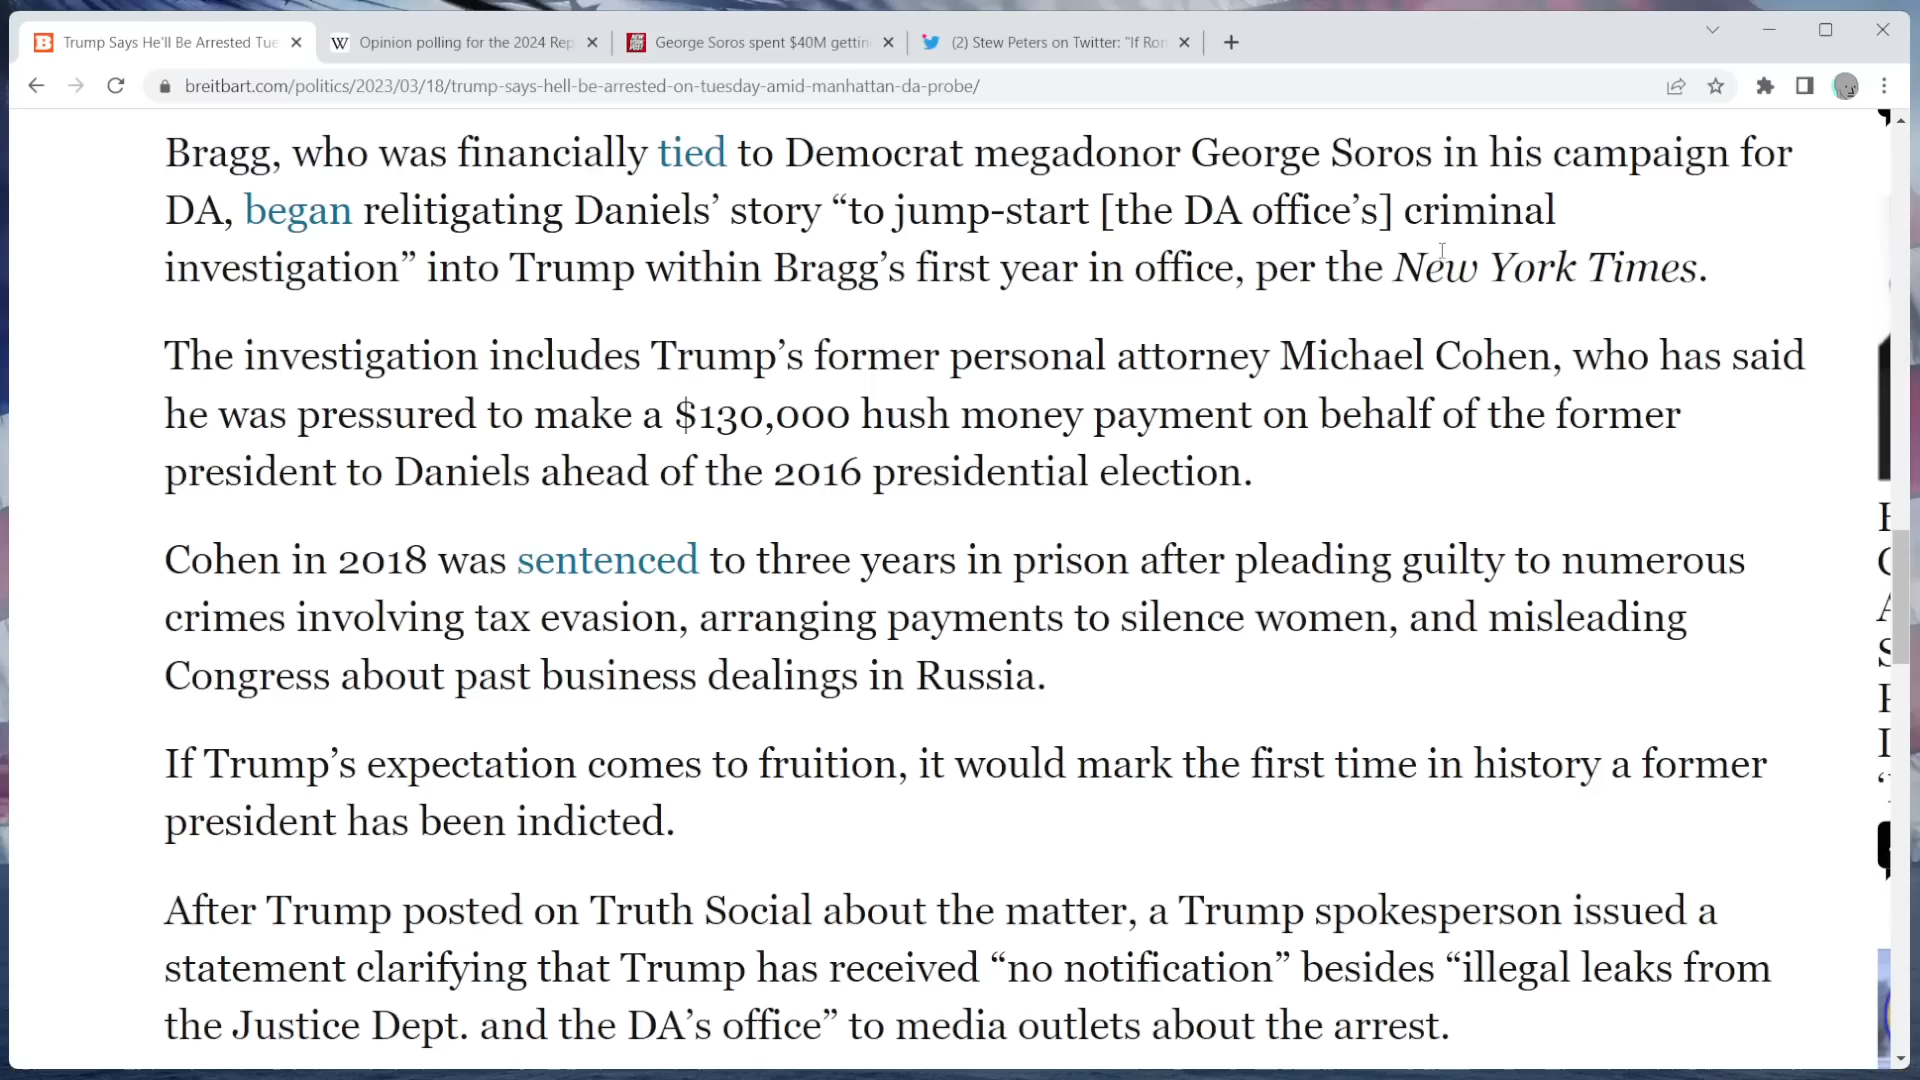 Trump Says He'll Be Arrested Tue
Opinion polling for the 2024 Rep
George Soros spent $40M gettin
(2) Stew Peters on Twitter: "If Ron
breitbart.com/politics/2023/03/18/trump-says-hell-be-arrested-on-tuesday-amid-manhattan-da-probe/
Bragg, who was financially tied to Democrat megadonor George Soros in his campaign for
DA, began relitigating Daniels’ story “to jump-start [the DA office’s] criminal
investigation” into Trump within Bragg’s first year in office, per the New York Times.
The investigation includes Trump’s former personal attorney Michael Cohen, who has said
he was pressured to make a $130,000 hush money payment on behalf of the former
president to Daniels ahead of the 2016 presidential election.
Cohen in 2018 was sentenced to three years in prison after pleading guilty to numerous
crimes involving tax evasion, arranging payments to silence women, and misleading
Congress about past business dealings in Russia.
If Trump’s expectation comes to fruition, it would mark the first time in history a former
president has been indicted.
After Trump posted on Truth Social about the matter, a Trump spokesperson issued a
statement clarifying that Trump has received “no notification” besides “illegal leaks from
the Justice Dept. and the DA’s office” to media outlets about the arrest.